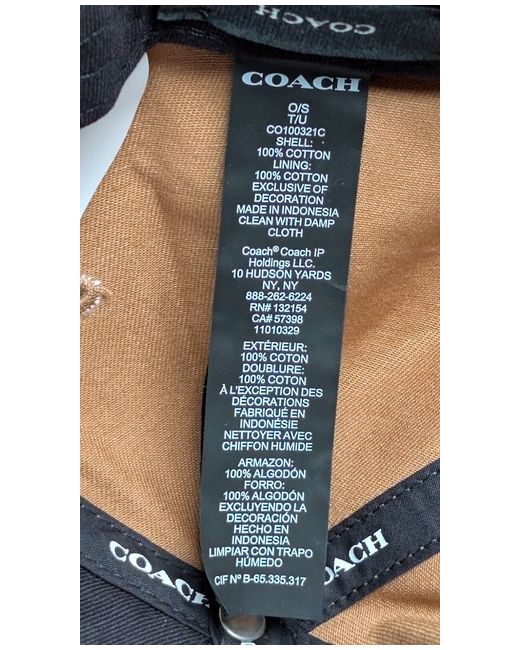 COACH
COACH
O/S
T/U
CO100321C
SHELL:
100% COTTON
LINING:
100% COTTON
EXCLUSIVE OF
DECORATION
MADE IN INDONESIA
CLEAN WITH DAMP
CLOTH
Coach® Coach IP
Holdings LLC.
10 HUDSON YARDS
NY, NY
888-262-6224
RN# 132154
CA# 57398
11010329
EXTÉRIEUR:
100% COTON
DOUBLURE:
100% COTON
À L'EXCEPTION DES
DÉCORATIONS
FABRIQUÉ EN
INDONÉSIE
NETTOYER AVEC
CHIFFON HUMIDE
ARMAZON:
100% ALGODÓN
FORRO:
100% ALGODÓN
EXCLUYENDO LA
DECORACIÓN
HECHO EN
INDONESIA
LIMPIAR CON TRAPO
HÚMEDO
CIF Nº B-65.335.317
COACH
COACH